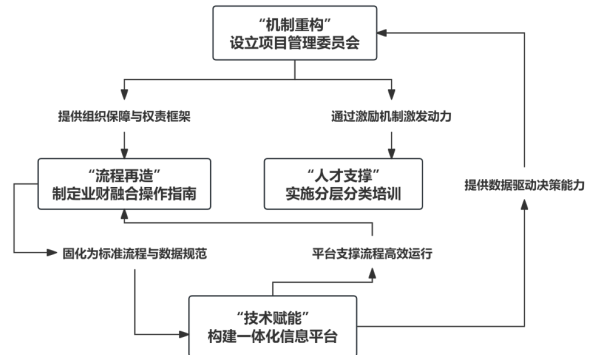 “机制重构”
设立项目管理委员会
提供组织保障与权责框架
通过激励机制激发动力
“流程再造”
制定业财融合操作指南
“人才支撑”
实施分层分类培训
提供数据驱动决策能力
固化为标准流程与数据规范
平台支撑流程高效运行
“技术赋能”
构建一体化信息平台